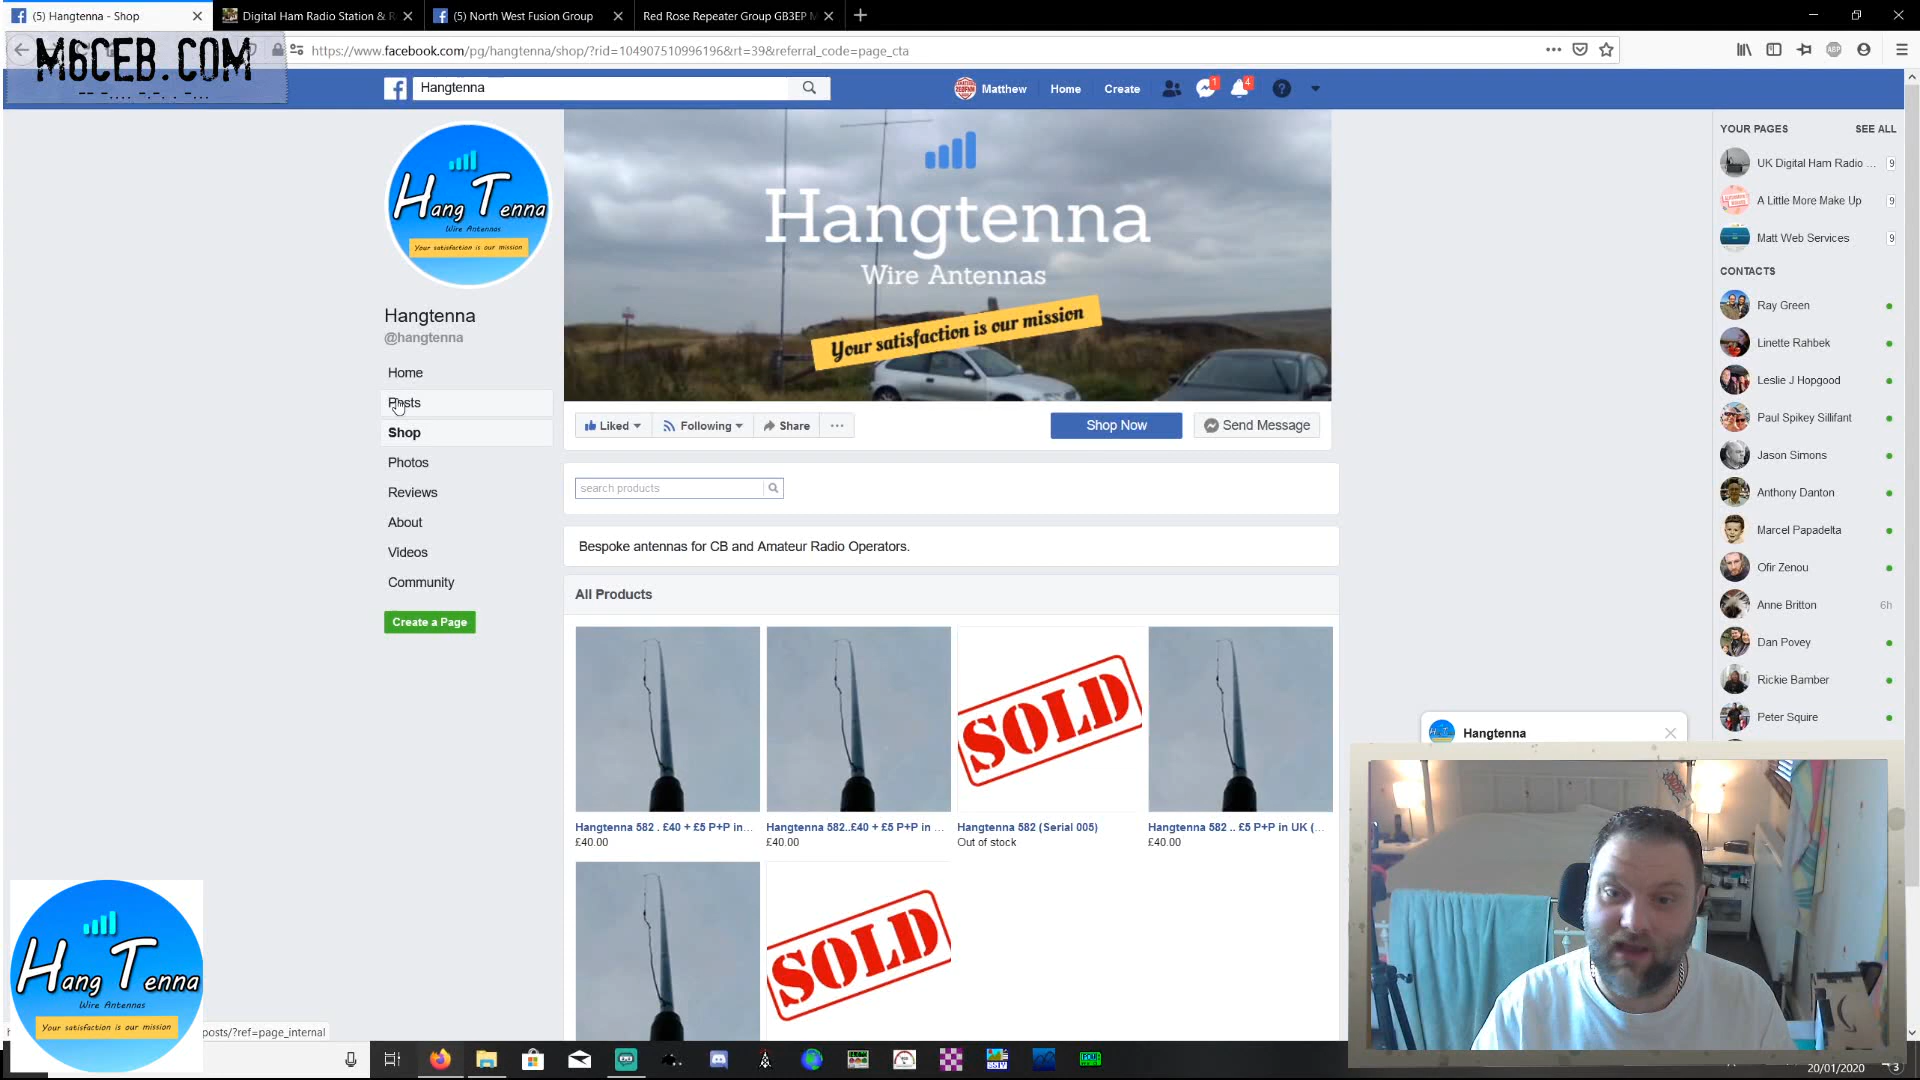 (5) Hangtenna - Shop
Digital Ham Radio Station & R
(5) North West Fusion Group
Red Rose Repeater Group GB3EP M
M6CEB.COM
-- -.... -.-. . -...
https://www.facebook.com/pg/hangtenna/shop/?rid=104907510996196&rt=39&referral_code=page_cta
Hangtenna
Matthew
Home
Create
1
4
Hang Tenna
Wire Antennas
Your satisfaction is our mission
Hangtenna
Wire Antennas
Your satisfaction is our mission
Hangtenna
@hangtenna
Home
Posts
Shop
Photos
Reviews
About
Videos
Community
Create a Page
Liked
Following
Share
Shop Now
Send Message
search products
Bespoke antennas for CB and Amateur Radio Operators.
All Products
SOLD
Hangtenna 582 . £40 + £5 P+P in...
£40.00
Hangtenna 582..£40 + £5 P+P in ...
£40.00
Hangtenna 582 (Serial 005)
Out of stock
Hangtenna 582 .. £5 P+P in UK (...
£40.00
SOLD
YOUR PAGES
SEE ALL
UK Digital Ham Radio ...
9
A Little More Make Up
9
Matt Web Services
9
CONTACTS
Ray Green
Linette Rahbek
Leslie J Hopgood
Paul Spikey Sillifant
Jason Simons
Anthony Danton
Marcel Papadelta
Ofir Zenou
Anne Britton
6h
Dan Povey
Rickie Bamber
Peter Squire
Hangtenna
Hang Tenna
Wire Antennas
Your satisfaction is our mission
posts/?ref=page_internal
20/01/2020
3